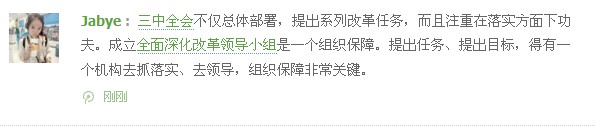 Jabye：三中全会不仅总体部署，提出系列改革任务，而且注重在落实方面下功
夫。成立全面深化改革领导小组是一个组织保障。提出任务、提出目标，得有一
个机构去抓落实、去领导，组织保障非常关键。
刚刚